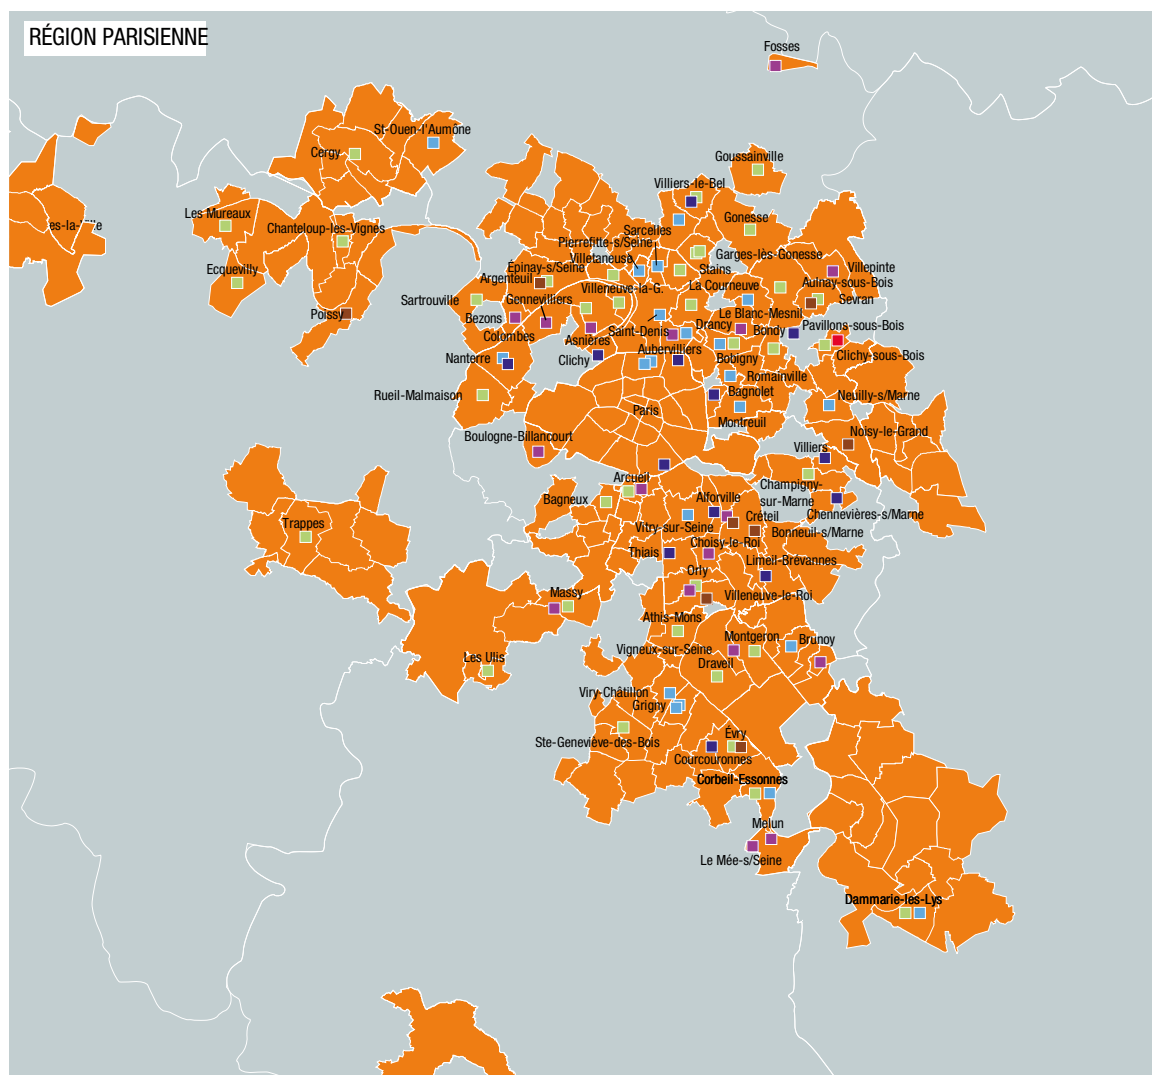 RÉGION PARISIENNE
Fosses
St-Ouen-l'Aumône
Cergy
Goussainville
Villiers-le-Bel
Les Mureaux
Gonesse
es-la-Ville
Chanteloup-les-Vignes
Sarcelles
Pierrefitte-s/Seine
Garges-lès-Gonesse
Villetaneuse
Épinay-s/Seine
Stains
Villepinte
Ecquevilly
Argenteuil
Aulnay-sous-Bois
La Courneuve
Villeneuve-la-G.
Sartrouville
Gennevilliers
Sevran
Poissy
Le Blanc-Mesnil
Bezons
Drancy
Pavillons-sous-Bois
Saint-Denis
Bondy
Colombes
Asnières
Aubervilliers
Clichy-sous-Bois
Nanterre
Clichy
Bobigny
Romainville
Rueil-Malmaison
Bagnolet
Neuilly-s/Marne
Paris
Montreuil
Boulogne-Billancourt
Noisy-le-Grand
Villiers
Arcueil
Champigny-
sur-Marne
Bagneux
Alforville
Chennevières-s/Marne
Créteil
Trappes
Vitry-sur-Seine
Bonneuil-s/Marne
Choisy-le-Roi
Thiais
Limeil-Brévannes
Orly
Massy
Villeneuve-le-Roi
Athis-Mons
Montgeron
Brunoy
Vigneux-sur-Seine
Les Ulis
Draveil
Viry-Châtillon
Grigny
Évry
Ste-Geneviève-des-Bois
Courcouronnes
Corbeil-Essonnes
Melun
Le Mée-s/Seine
Dammarie-les-Lys